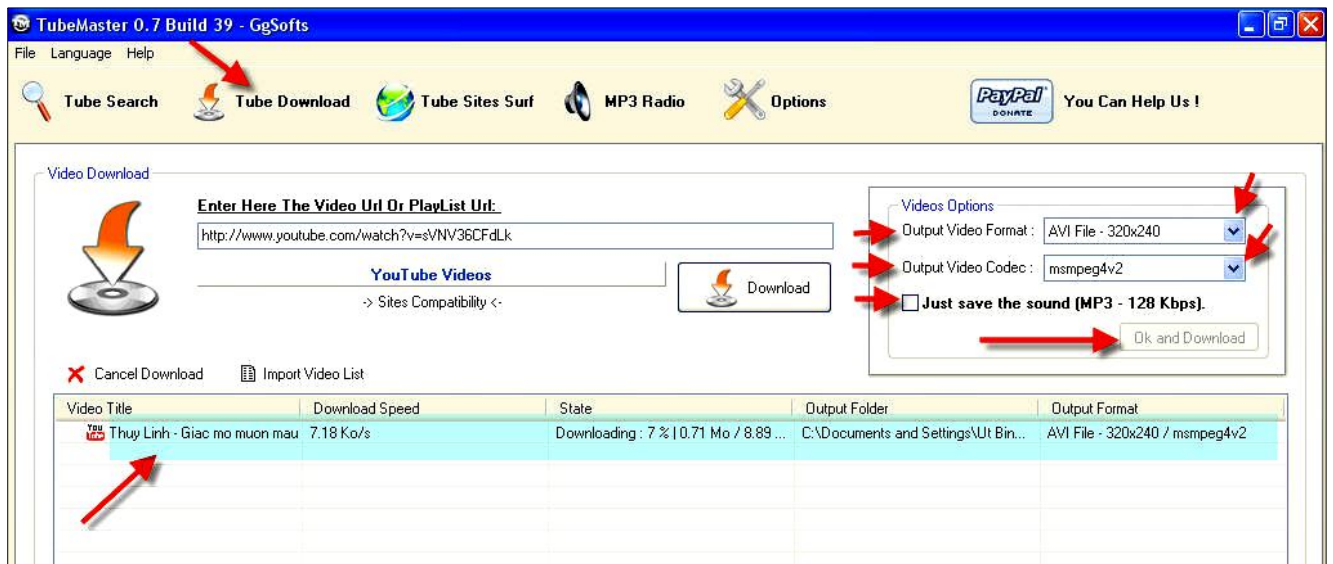 TubeMaster 0.7 Build 39 - GgSofts
File Language Help
Tube Search Tube Download Tube Sites Surf MP3 Radio Options PayPal DONATE You Can Help Us !
Video Download
Enter Here The Video Url Or PlayList Url:
http://www.youtube.com/watch?v=sVNV36CFdLk
YouTube Videos
-> Sites Compatibility <-
Download
Videos Options
Output Video Format : AVI File - 320x240
Output Video Codec : msmpeg4v2
Just save the sound (MP3 - 128 Kbps).
Ok and Download
Cancel Download Import Video List
Video Title Download Speed State Output Folder Output Format
You Tube Thuy Linh - Giac mo muon mau 7.18 Ko/s Downloading : 7 % | 0.71 Mo / 8.89 ... C:\Documents and Settings\Ut Bin... AVI File - 320x240 / msmpeg4v2